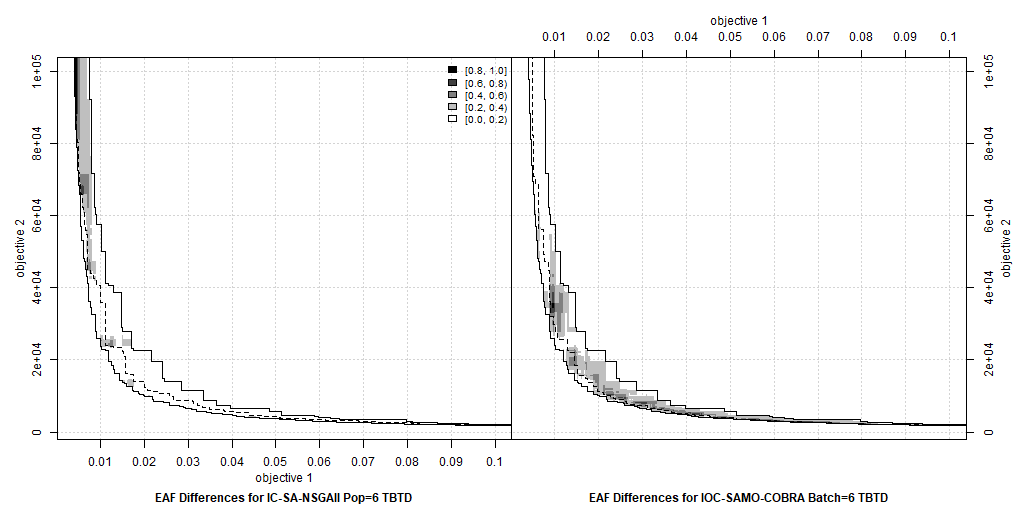 objective 1
0.01 0.02 0.03 0.04 0.05 0.06 0.07 0.08 0.09 0.1
[0.8, 1.0]
[0.6, 0.8)
[0.4, 0.6)
[0.2, 0.4)
[0.0, 0.2)
objective 2
0 2e+04 4e+04 6e+04 8e+04 1e+05
0 2e+04 4e+04 6e+04 8e+04 1e+05
objective 2
0.01 0.02 0.03 0.04 0.05 0.06 0.07 0.08 0.09 0.1
objective 1
EAF Differences for IC-SA-NSGAII Pop=6 TBTD
EAF Differences for IOC-SAMO-COBRA Batch=6 TBTD